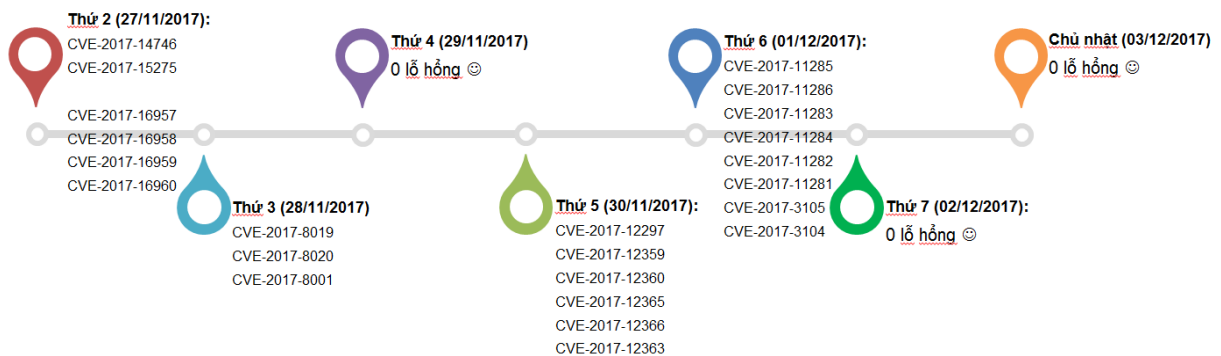 Thứ 2 (27/11/2017):
CVE-2017-14746
CVE-2017-15275
CVE-2017-16957
CVE-2017-16958
CVE-2017-16959
CVE-2017-16960
Thứ 3 (28/11/2017)
CVE-2017-8019
CVE-2017-8020
CVE-2017-8001
Thứ 4 (29/11/2017)
0 lỗ hổng ☺
Thứ 5 (30/11/2017):
CVE-2017-12297
CVE-2017-12359
CVE-2017-12360
CVE-2017-12365
CVE-2017-12366
CVE-2017-12363
Thứ 6 (01/12/2017):
CVE-2017-11285
CVE-2017-11286
CVE-2017-11283
CVE-2017-11284
CVE-2017-11282
CVE-2017-11281
CVE-2017-3105
CVE-2017-3104
Thứ 7 (02/12/2017):
0 lỗ hổng ☺
Chủ nhật (03/12/2017)
0 lỗ hổng ☺